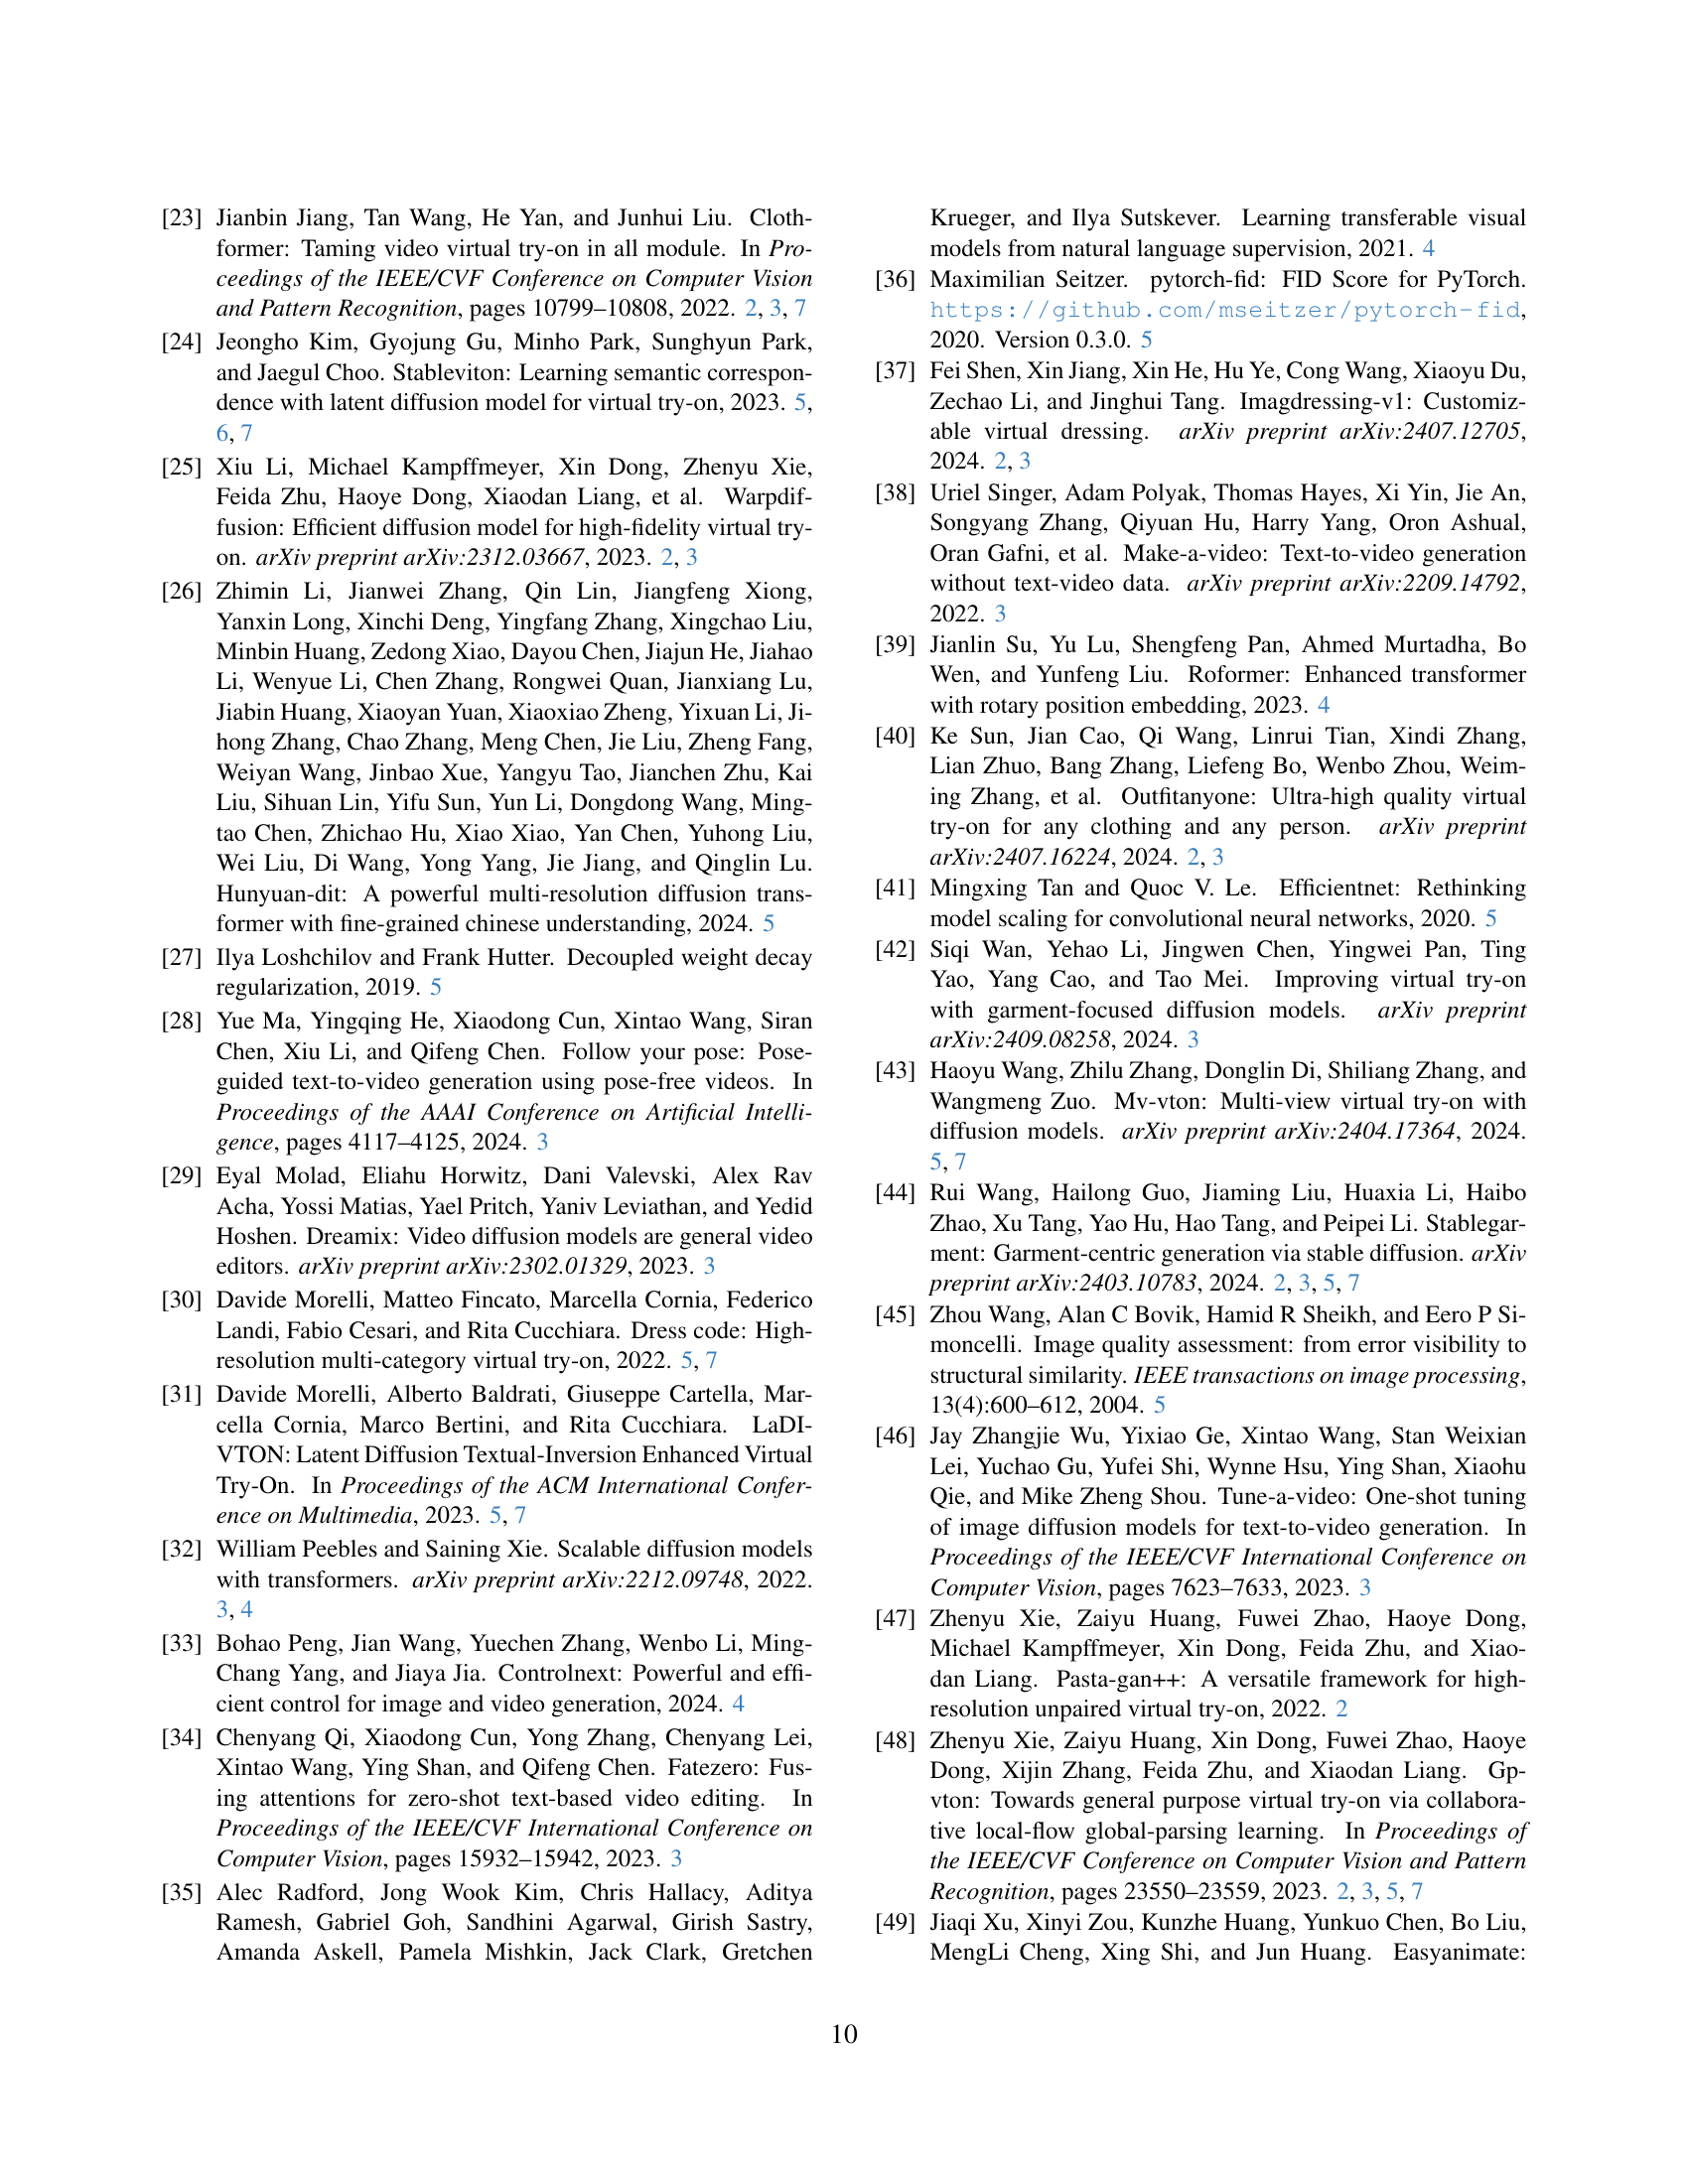 [23] Jianbin Jiang, Tan Wang, He Yan, and Junhui Liu. Cloth-
former: Taming video virtual try-on in all module. In Pro-
ceedings of the IEEE/CVF Conference on Computer Vision
and Pattern Recognition, pages 10799–10808, 2022. 2, 3, 7
[24] Jeongho Kim, Gyojung Gu, Minho Park, Sunghyun Park,
and Jaegul Choo. Stableviton: Learning semantic correspon-
dence with latent diffusion model for virtual try-on, 2023. 5,
6, 7
[25] Xiu Li, Michael Kampffmeyer, Xin Dong, Zhenyu Xie,
Feida Zhu, Haoye Dong, Xiaodan Liang, et al. Warpdif-
fusion: Efficient diffusion model for high-fidelity virtual try-
on. arXiv preprint arXiv:2312.03667, 2023. 2, 3
[26] Zhimin Li, Jianwei Zhang, Qin Lin, Jiangfeng Xiong,
Yanxin Long, Xinchi Deng, Yingfang Zhang, Xingchao Liu,
Minbin Huang, Zedong Xiao, Dayou Chen, Jiajun He, Jiahao
Li, Wenyue Li, Chen Zhang, Rongwei Quan, Jianxiang Lu,
Jiabin Huang, Xiaoyan Yuan, Xiaoxiao Zheng, Yixuan Li, Ji-
hong Zhang, Chao Zhang, Meng Chen, Jie Liu, Zheng Fang,
Weiyan Wang, Jinbao Xue, Yangyu Tao, Jianchen Zhu, Kai
Liu, Sihuan Lin, Yifu Sun, Yun Li, Dongdong Wang, Ming-
tao Chen, Zhichao Hu, Xiao Xiao, Yan Chen, Yuhong Liu,
Wei Liu, Di Wang, Yong Yang, Jie Jiang, and Qinglin Lu.
Hunyuan-dit: A powerful multi-resolution diffusion trans-
former with fine-grained chinese understanding, 2024. 5
[27] Ilya Loshchilov and Frank Hutter. Decoupled weight decay
regularization, 2019. 5
[28] Yue Ma, Yingqing He, Xiaodong Cun, Xintao Wang, Siran
Chen, Xiu Li, and Qifeng Chen. Follow your pose: Pose-
guided text-to-video generation using pose-free videos. In
Proceedings of the AAAI Conference on Artificial Intelli-
gence, pages 4117–4125, 2024. 3
[29] Eyal Molad, Eliahu Horwitz, Dani Valevski, Alex Rav
Acha, Yossi Matias, Yael Pritch, Yaniv Leviathan, and Yedid
Hoshen. Dreamix: Video diffusion models are general video
editors. arXiv preprint arXiv:2302.01329, 2023. 3
[30] Davide Morelli, Matteo Fincato, Marcella Cornia, Federico
Landi, Fabio Cesari, and Rita Cucchiara. Dress code: High-
resolution multi-category virtual try-on, 2022. 5, 7
[31] Davide Morelli, Alberto Baldrati, Giuseppe Cartella, Mar-
cella Cornia, Marco Bertini, and Rita Cucchiara. LaDI-
VTON: Latent Diffusion Textual-Inversion Enhanced Virtual
Try-On. In Proceedings of the ACM International Confer-
ence on Multimedia, 2023. 5, 7
[32] William Peebles and Saining Xie. Scalable diffusion models
with transformers. arXiv preprint arXiv:2212.09748, 2022.
3, 4
[33] Bohao Peng, Jian Wang, Yuechen Zhang, Wenbo Li, Ming-
Chang Yang, and Jiaya Jia. Controlnext: Powerful and effi-
cient control for image and video generation, 2024. 4
[34] Chenyang Qi, Xiaodong Cun, Yong Zhang, Chenyang Lei,
Xintao Wang, Ying Shan, and Qifeng Chen. Fatezero: Fus-
ing attentions for zero-shot text-based video editing. In
Proceedings of the IEEE/CVF International Conference on
Computer Vision, pages 15932–15942, 2023. 3
[35] Alec Radford, Jong Wook Kim, Chris Hallacy, Aditya
Ramesh, Gabriel Goh, Sandhini Agarwal, Girish Sastry,
Amanda Askell, Pamela Mishkin, Jack Clark, Gretchen
Krueger, and Ilya Sutskever. Learning transferable visual
models from natural language supervision, 2021. 4
[36] Maximilian Seitzer. pytorch-fid: FID Score for PyTorch.
https://github.com/mseitzer/pytorch-fid,
2020. Version 0.3.0. 5
[37] Fei Shen, Xin Jiang, Xin He, Hu Ye, Cong Wang, Xiaoyu Du,
Zechao Li, and Jinghui Tang. Imagdressing-v1: Customiz-
able virtual dressing. arXiv preprint arXiv:2407.12705,
2024. 2, 3
[38] Uriel Singer, Adam Polyak, Thomas Hayes, Xi Yin, Jie An,
Songyang Zhang, Qiyuan Hu, Harry Yang, Oron Ashual,
Oran Gafni, et al. Make-a-video: Text-to-video generation
without text-video data. arXiv preprint arXiv:2209.14792,
2022. 3
[39] Jianlin Su, Yu Lu, Shengfeng Pan, Ahmed Murtadha, Bo
Wen, and Yunfeng Liu. Roformer: Enhanced transformer
with rotary position embedding, 2023. 4
[40] Ke Sun, Jian Cao, Qi Wang, Linrui Tian, Xindi Zhang,
Lian Zhuo, Bang Zhang, Liefeng Bo, Wenbo Zhou, Weim-
ing Zhang, et al. Outfitanyone: Ultra-high quality virtual
try-on for any clothing and any person. arXiv preprint
arXiv:2407.16224, 2024. 2, 3
[41] Mingxing Tan and Quoc V. Le. Efficientnet: Rethinking
model scaling for convolutional neural networks, 2020. 5
[42] Siqi Wan, Yehao Li, Jingwen Chen, Yingwei Pan, Ting
Yao, Yang Cao, and Tao Mei. Improving virtual try-on
with garment-focused diffusion models. arXiv preprint
arXiv:2409.08258, 2024. 3
[43] Haoyu Wang, Zhilu Zhang, Donglin Di, Shiliang Zhang, and
Wangmeng Zuo. Mv-vton: Multi-view virtual try-on with
diffusion models. arXiv preprint arXiv:2404.17364, 2024.
5, 7
[44] Rui Wang, Hailong Guo, Jiaming Liu, Huaxia Li, Haibo
Zhao, Xu Tang, Yao Hu, Hao Tang, and Peipei Li. Stablegar-
ment: Garment-centric generation via stable diffusion. arXiv
preprint arXiv:2403.10783, 2024. 2, 3, 5, 7
[45] Zhou Wang, Alan C Bovik, Hamid R Sheikh, and Eero P Si-
moncelli. Image quality assessment: from error visibility to
structural similarity. IEEE transactions on image processing,
13(4):600–612, 2004. 5
[46] Jay Zhangjie Wu, Yixiao Ge, Xintao Wang, Stan Weixian
Lei, Yuchao Gu, Yufei Shi, Wynne Hsu, Ying Shan, Xiaohu
Qie, and Mike Zheng Shou. Tune-a-video: One-shot tuning
of image diffusion models for text-to-video generation. In
Proceedings of the IEEE/CVF International Conference on
Computer Vision, pages 7623–7633, 2023. 3
[47] Zhenyu Xie, Zaiyu Huang, Fuwei Zhao, Haoye Dong,
Michael Kampffmeyer, Xin Dong, Feida Zhu, and Xiao-
dan Liang. Pasta-gan++: A versatile framework for high-
resolution unpaired virtual try-on, 2022. 2
[48] Zhenyu Xie, Zaiyu Huang, Xin Dong, Fuwei Zhao, Haoye
Dong, Xijin Zhang, Feida Zhu, and Xiaodan Liang. Gp-
vton: Towards general purpose virtual try-on via collabora-
tive local-flow global-parsing learning. In Proceedings of
the IEEE/CVF Conference on Computer Vision and Pattern
Recognition, pages 23550–23559, 2023. 2, 3, 5, 7
[49] Jiaqi Xu, Xinyi Zou, Kunzhe Huang, Yunkuo Chen, Bo Liu,
MengLi Cheng, Xing Shi, and Jun Huang. Easyanimate:
10